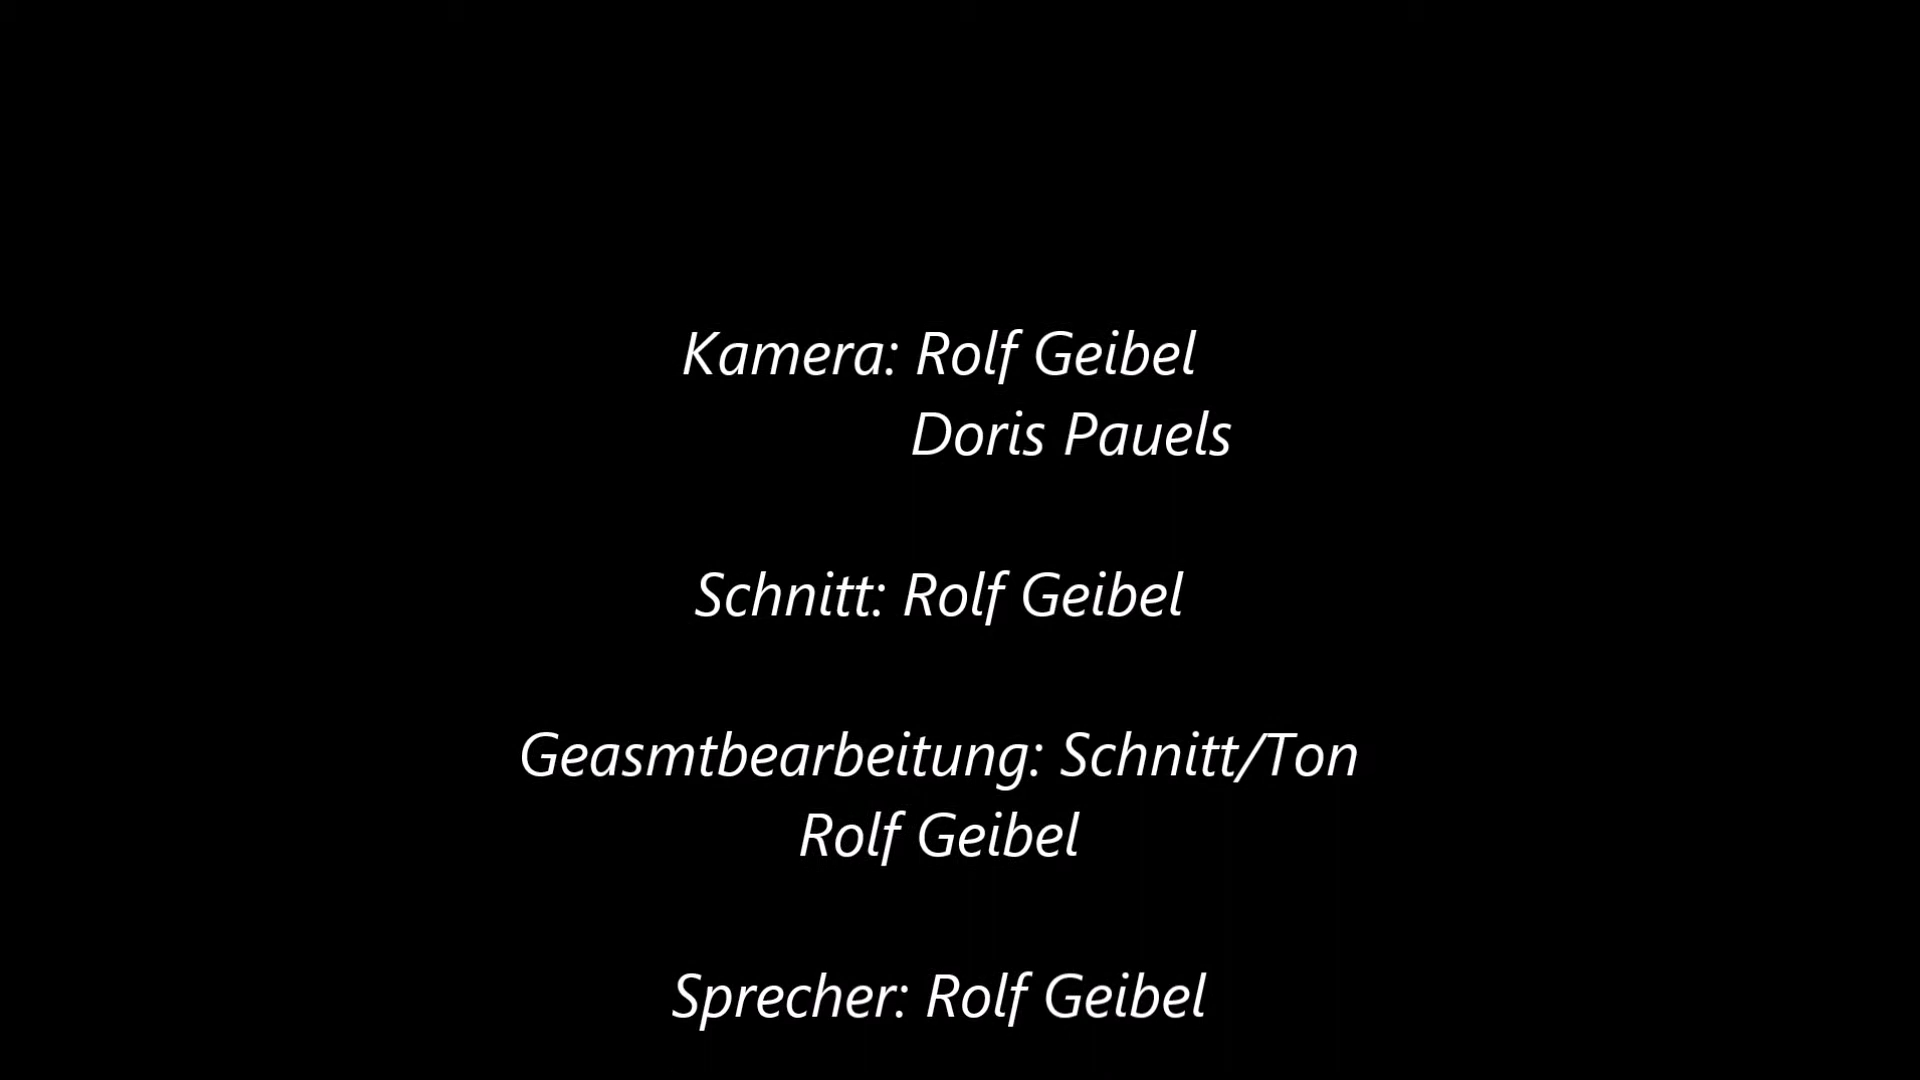 Kamera: Rolf Geibel
Doris Pauels
Schnitt: Rolf Geibel
Geasmtbearbeitung: Schnitt/Ton
Rolf Geibel
Sprecher: Rolf Geibel